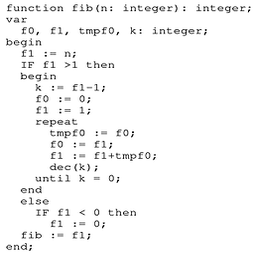 function fib(n: integer): integer;
var
  f0, f1, tmpf0, k: integer;
begin
  f1 := n;
  IF f1 >1 then
  begin
    k := f1-1;
    f0 := 0;
    f1 := 1;
    repeat
      tmpf0 := f0;
      f0 := f1;
      f1 := f1+tmpf0;
      dec(k);
    until k = 0;
  end
  else
    IF f1 < 0 then
      f1 := 0;
  fib := f1;
end;